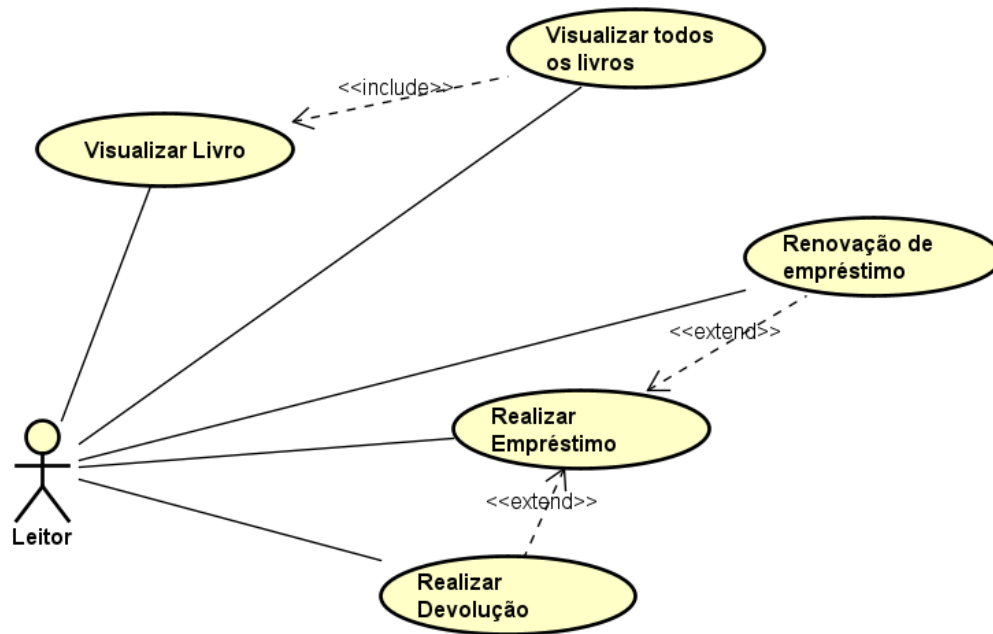 Visualizar todos
os livros
<<include>>
Visualizar Livro
Renovação de
empréstimo
<<extend>>
Realizar
Empréstimo
<<extend>>
Leitor
Realizar
Devolução